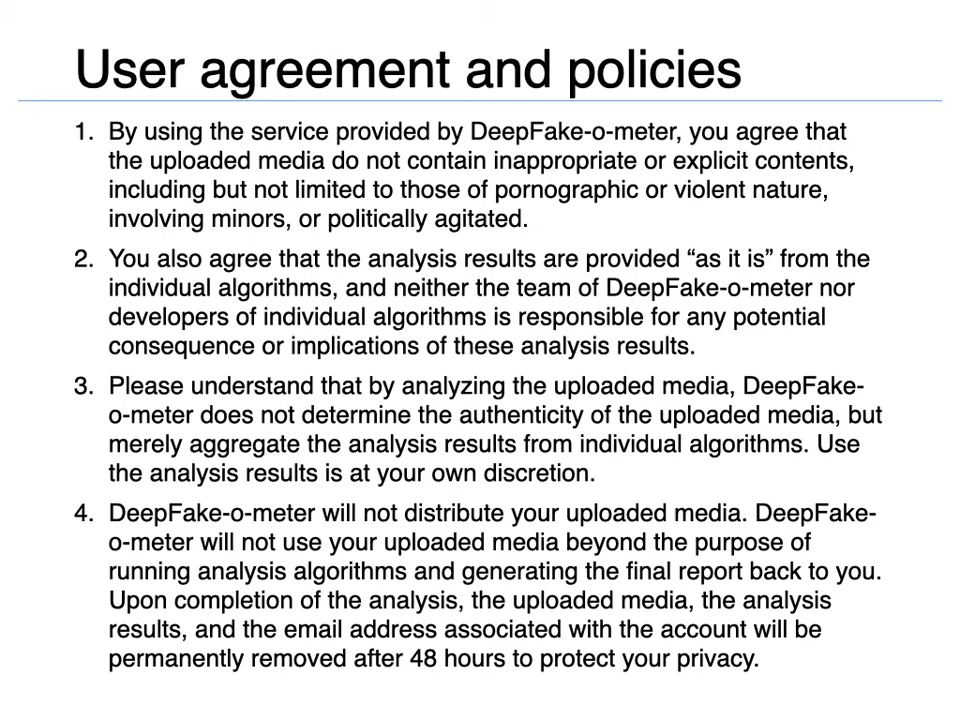 User agreement and policies
1. By using the service provided by DeepFake-o-meter, you agree that
the uploaded media do not contain inappropriate or explicit contents,
including but not limited to those of pornographic or violent nature,
involving minors, or politically agitated.
2. You also agree that the analysis results are provided “as it is” from the
individual algorithms, and neither the team of DeepFake-o-meter nor
developers of individual algorithms is responsible for any potential
consequence or implications of these analysis results.
3. Please understand that by analyzing the uploaded media, DeepFake-
o-meter does not determine the authenticity of the uploaded media, but
merely aggregate the analysis results from individual algorithms. Use
the analysis results is at your own discretion.
4. DeepFake-o-meter will not distribute your uploaded media. DeepFake-
o-meter will not use your uploaded media beyond the purpose of
running analysis algorithms and generating the final report back to you.
Upon completion of the analysis, the uploaded media, the analysis
results, and the email address associated with the account will be
permanently removed after 48 hours to protect your privacy.